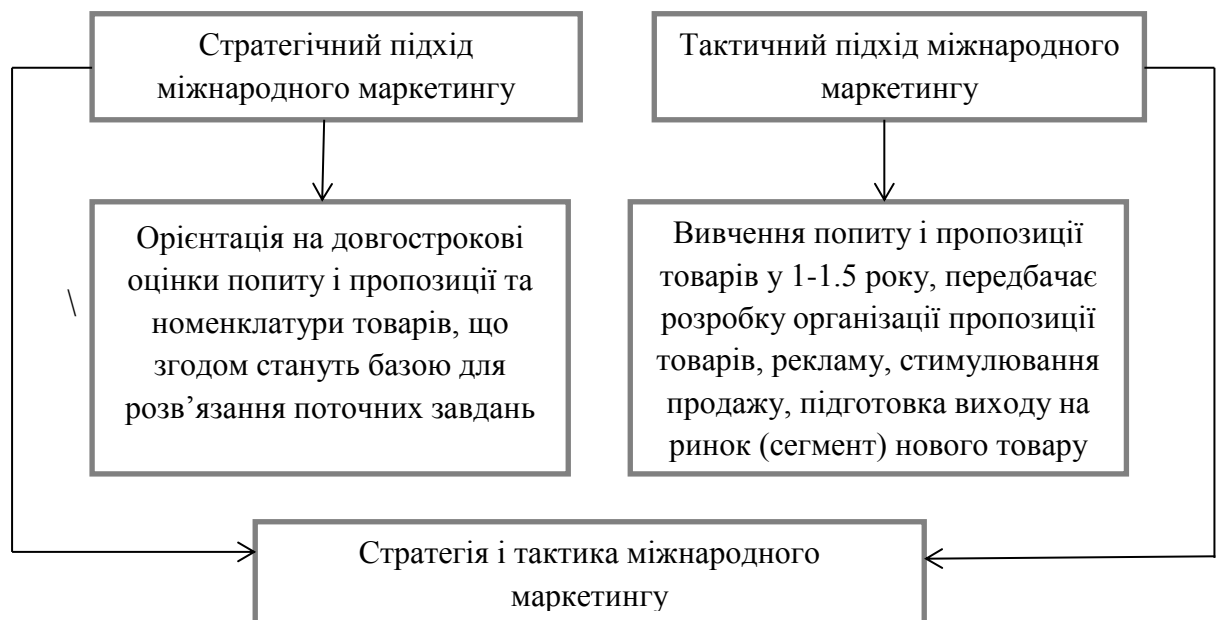 Стратегічний підхід
міжнародного маркетингу
Тактичний підхід міжнародного
маркетингу
Орієнтація на довгострокові
оцінки попиту і пропозиції та
номенклатури товарів, що
згодом стануть базою для
розв’язання поточних завдань
\
Вивчення попиту і пропозиції
товарів у 1-1.5 року, передбачає
розробку організації пропозиції
товарів, рекламу, стимулювання
продажу, підготовка виходу на
ринок (сегмент) нового товару
Стратегія і тактика міжнародного
маркетингу